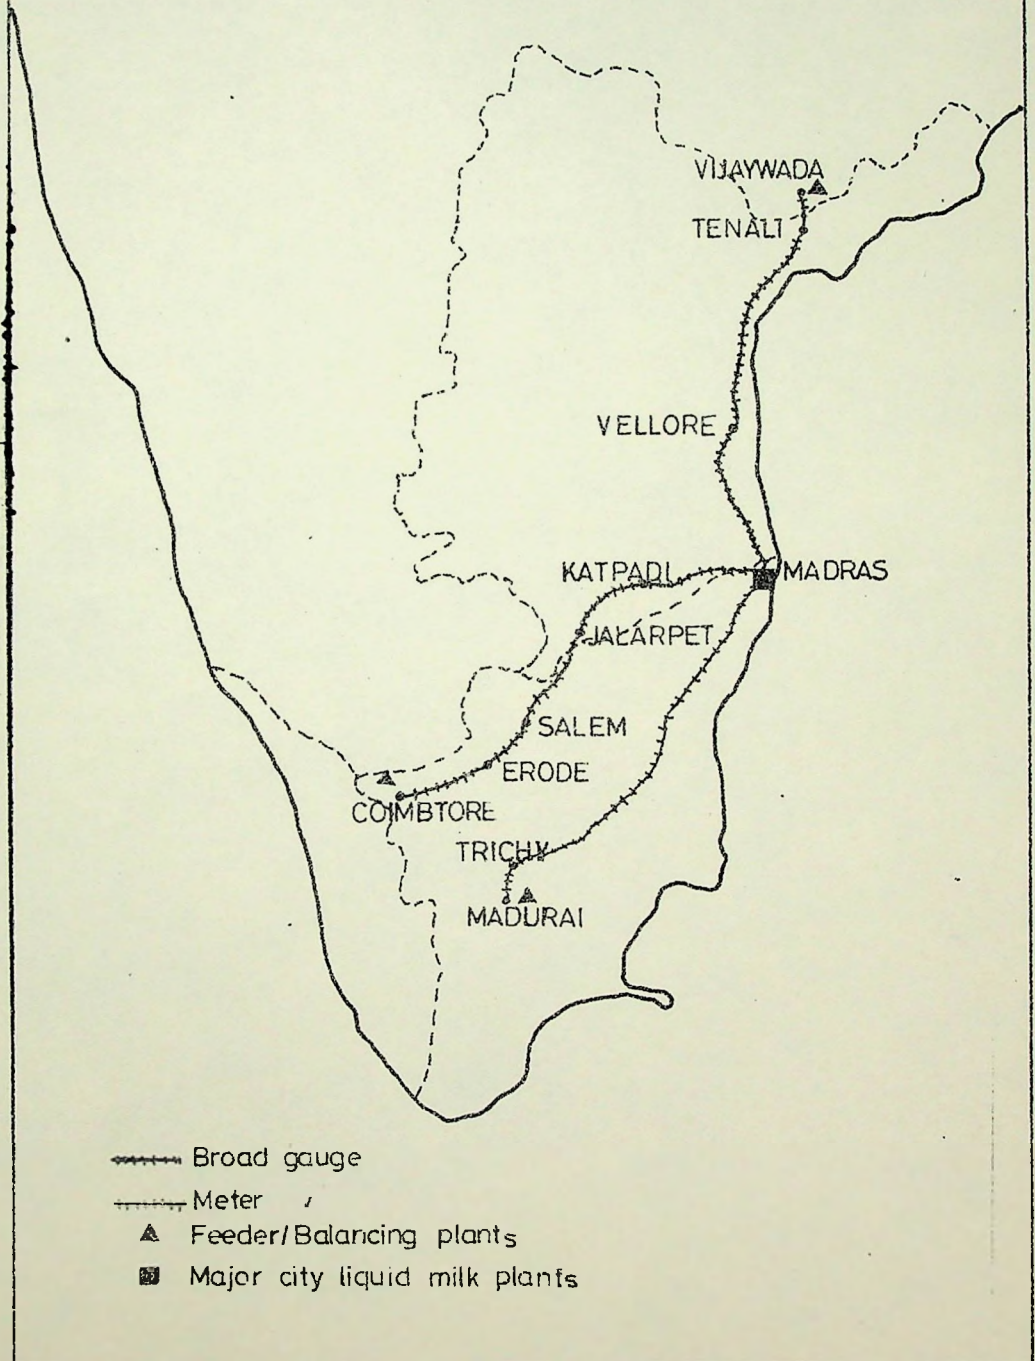 VIJAYWADA
TENALI
VELLORE
KATPADI
MADRAS
JALARPET
SALEM
ERODE
COIMBTORE
TRICHY
MADURAI
Broad gauge
Meter "
Feeder/Balancing plants
Major city liquid milk plants